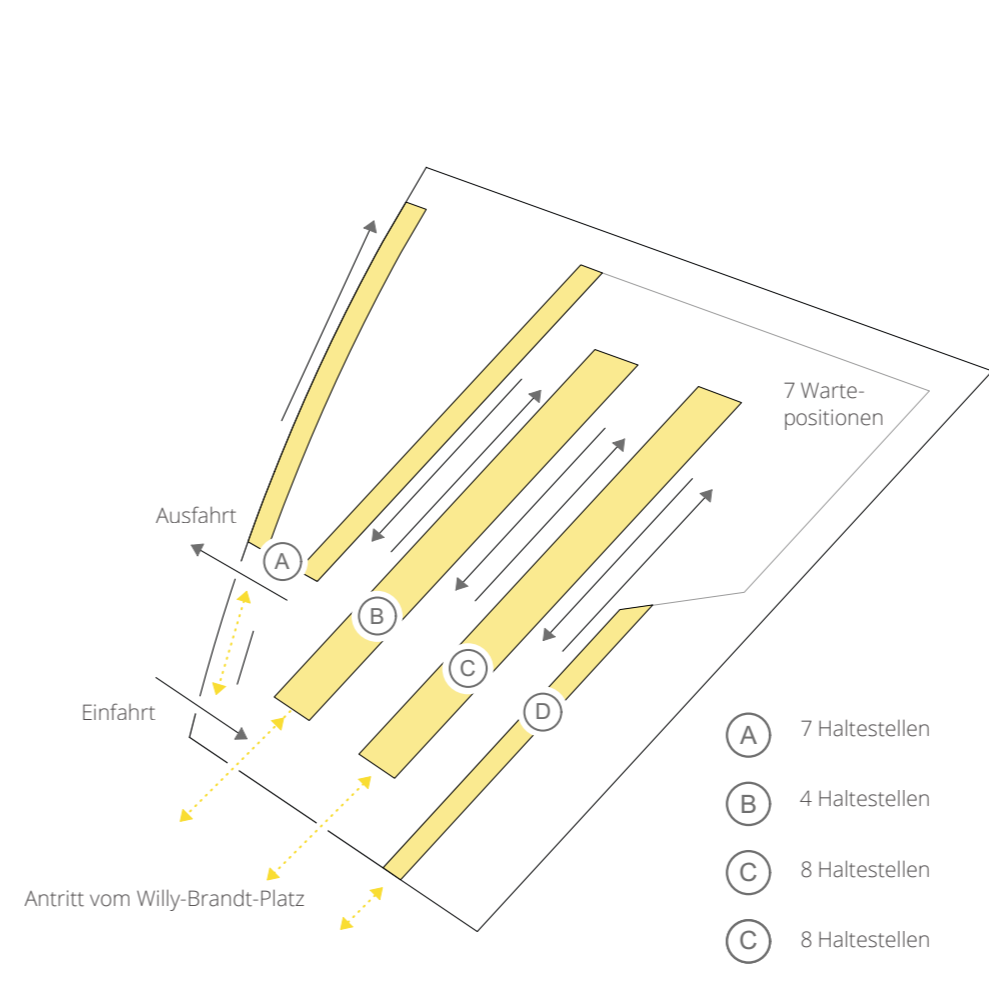 7 Warte-
positionen
Ausfahrt
A
B
C
D
Einfahrt
Antritt vom Willy-Brandt-Platz
A 7 Haltestellen
B 4 Haltestellen
C 8 Haltestellen
C 8 Haltestellen